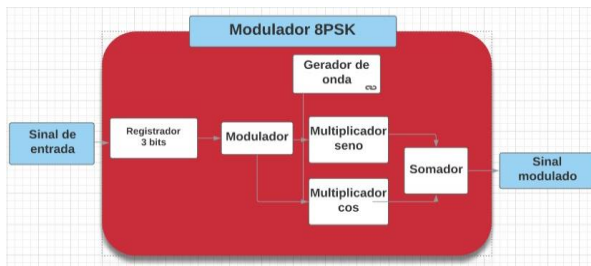 Modulador 8PSK
Gerador de
onda
Sinal de
entrada
Registrador
3 bits
Modulador
Multiplicador
seno
Multiplicador
cos
Somador
Sinal
modulado